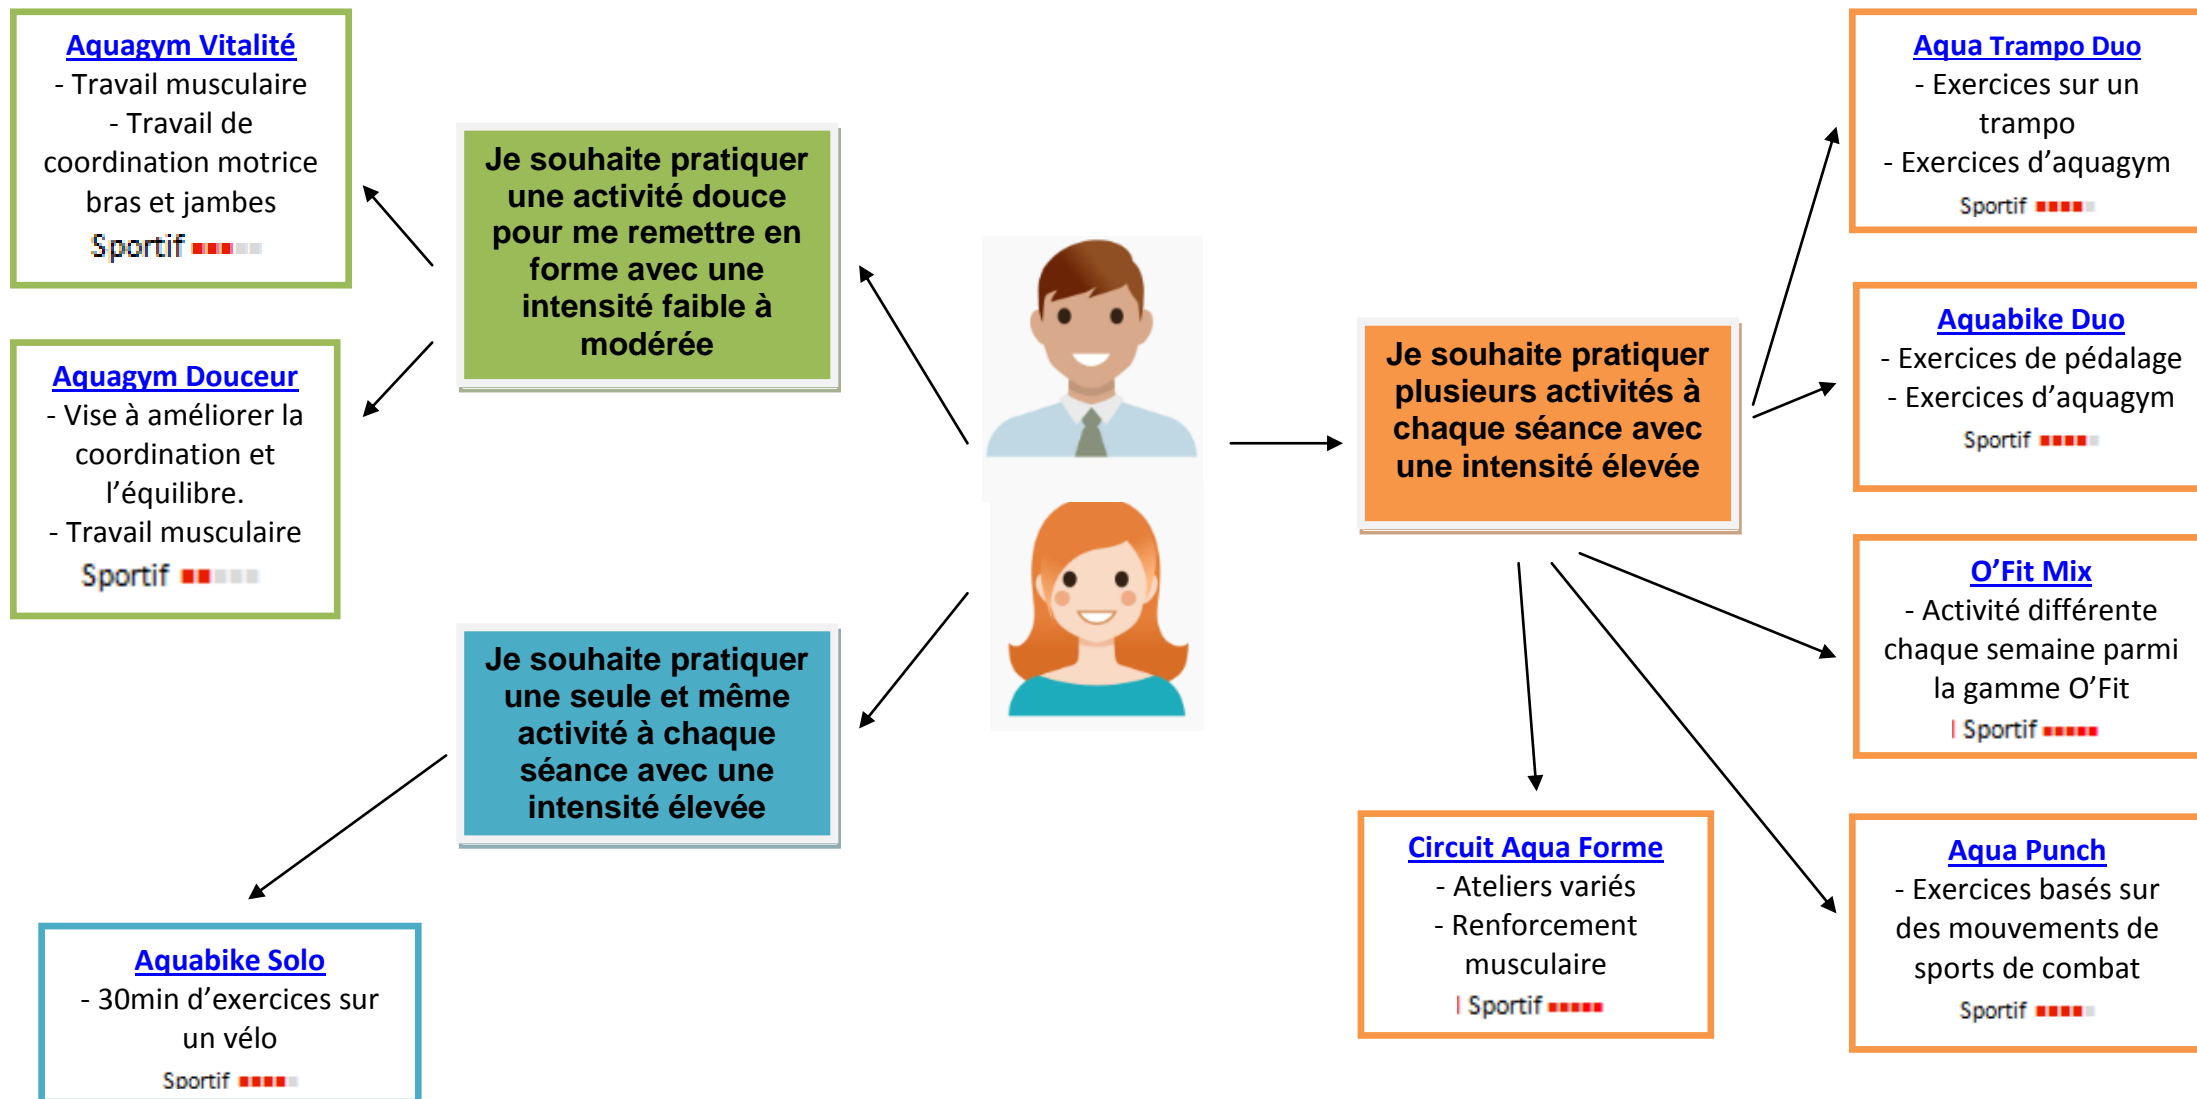 Aquagym Vitalité
- Travail musculaire
- Travail de
coordination motrice
bras et jambes
Sportif
Aquagym Douceur
- Vise à améliorer la
coordination et
l’équilibre.
- Travail musculaire
Sportif
Je souhaite pratiquer
une activité douce
pour me remettre en
forme avec une
intensité faible à
modérée
Je souhaite pratiquer
une seule et même
activité à chaque
séance avec une
intensité élevée
Aquabike Solo
- 30min d’exercices sur
un vélo
Sportif
Je souhaite pratiquer
plusieurs activités à
chaque séance avec
une intensité élevée
Aqua Trampo Duo
- Exercices sur un
trampo
- Exercices d’aquagym
Sportif
Aquabike Duo
- Exercices de pédalage
- Exercices d’aquagym
Sportif
O’Fit Mix
- Activité différente
chaque semaine parmi
la gamme O’Fit
Sportif
Circuit Aqua Forme
- Ateliers variés
- Renforcement
musculaire
Sportif
Aqua Punch
- Exercices basés sur
des mouvements de
sports de combat
Sportif